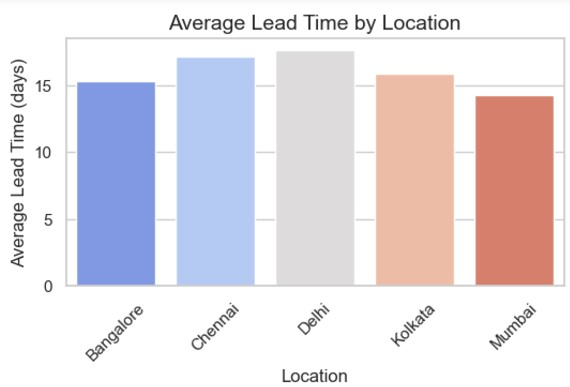 Average Lead Time by Location
Average Lead Time (days)
15
10
5
0
Bangalore
Chennai
Delhi
Kolkata
Mumbai
Location